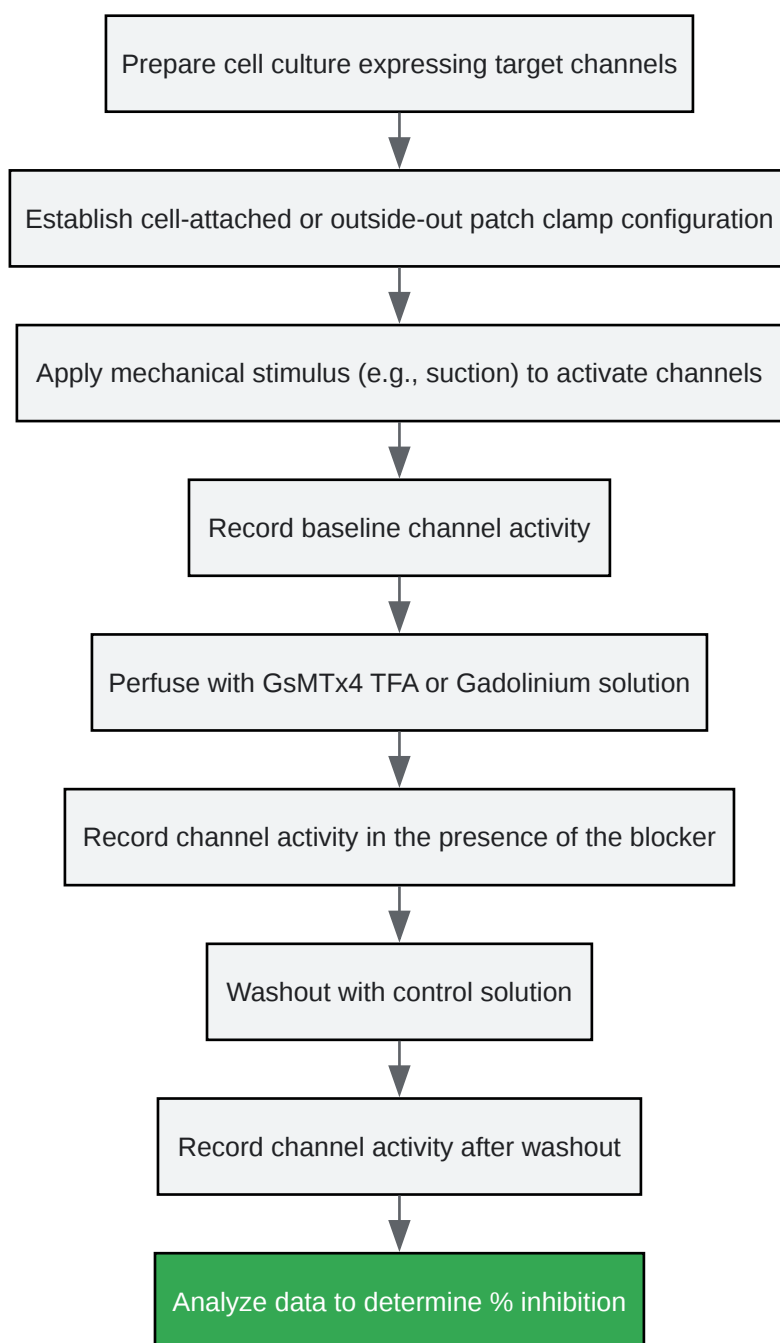 Prepare cell culture expressing target channels
Establish cell-attached or outside-out patch clamp configuration
Apply mechanical stimulus (e.g., suction) to activate channels
Record baseline channel activity
Perfuse with GsMTx4 TFA or Gadolinium solution
Record channel activity in the presence of the blocker
Washout with control solution
Record channel activity after washout
Analyze data to determine % inhibition